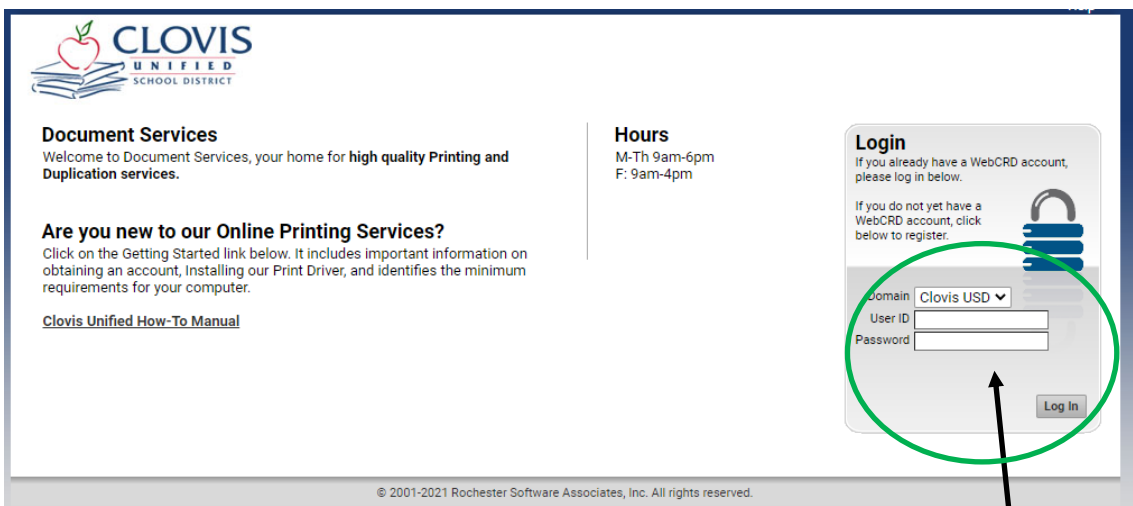 Help
CLOVIS
UNIFIED
SCHOOL DISTRICT
Document Services
Welcome to Document Services, your home for high quality Printing and
Duplication services.
Are you new to our Online Printing Services?
Click on the Getting Started link below. It includes important information on
obtaining an account, Installing our Print Driver, and identifies the minimum
requirements for your computer.
Clovis Unified How-To Manual
Hours
M-Th 9am-6pm
F: 9am-4pm
Login
If you already have a WebCRD account,
please log in below.
If you do not yet have a
WebCRD account, click
below to register.
Domain Clovis USD
User ID
Password
Log In
© 2001-2021 Rochester Software Associates, Inc. All rights reserved.